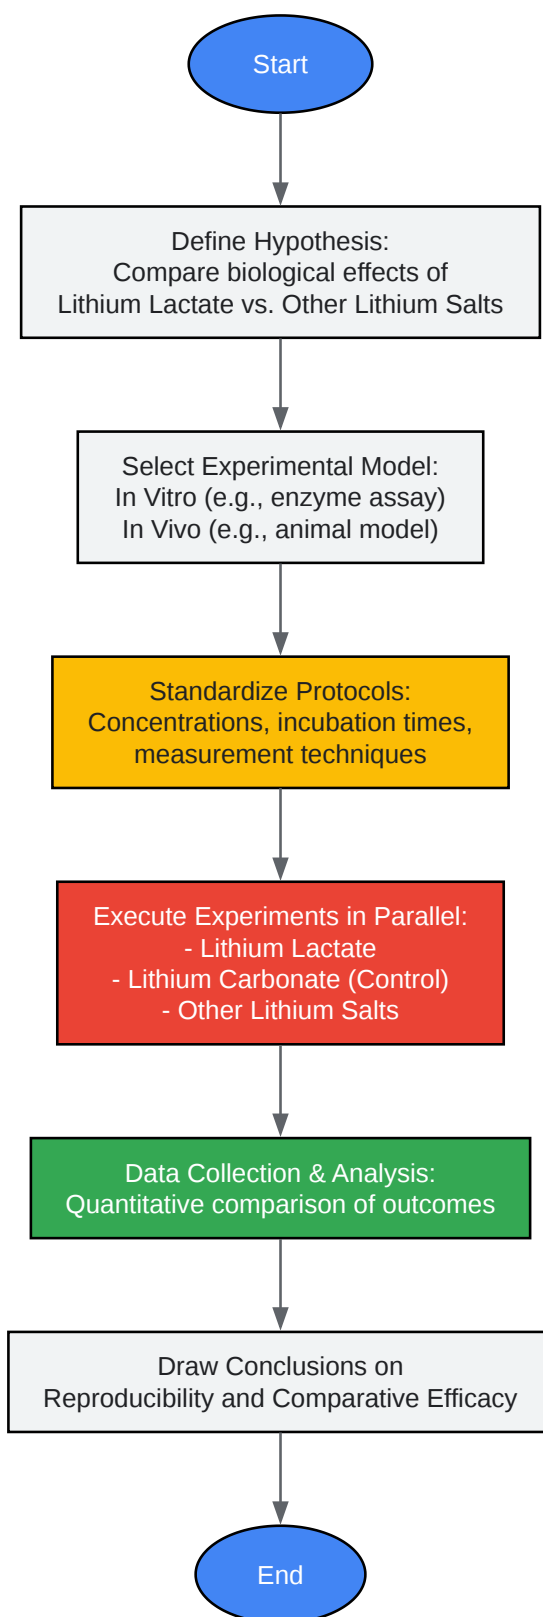 Start
Define Hypothesis:
Compare biological effects of
Lithium Lactate vs. Other Lithium Salts
Select Experimental Model:
In Vitro (e.g., enzyme assay)
In Vivo (e.g., animal model)
Standardize Protocols:
Concentrations, incubation times,
measurement techniques
Execute Experiments in Parallel:
- Lithium Lactate
- Lithium Carbonate (Control)
- Other Lithium Salts
Data Collection & Analysis:
Quantitative comparison of outcomes
Draw Conclusions on
Reproducibility and Comparative Efficacy
End